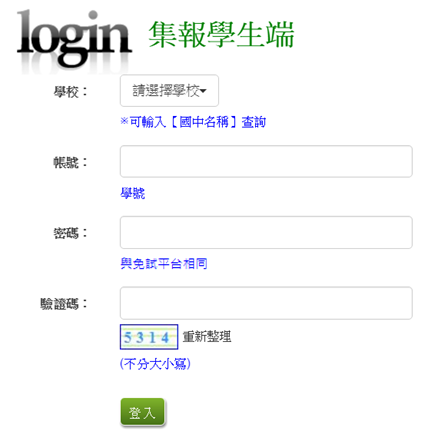 login 集報學生端
學校： 請選擇學校
※可輸入【國中名稱】查詢
帳號：
學號
密碼：
與免試平台相同
驗證碼：
5314 重新整理
(不分大小寫)
登入